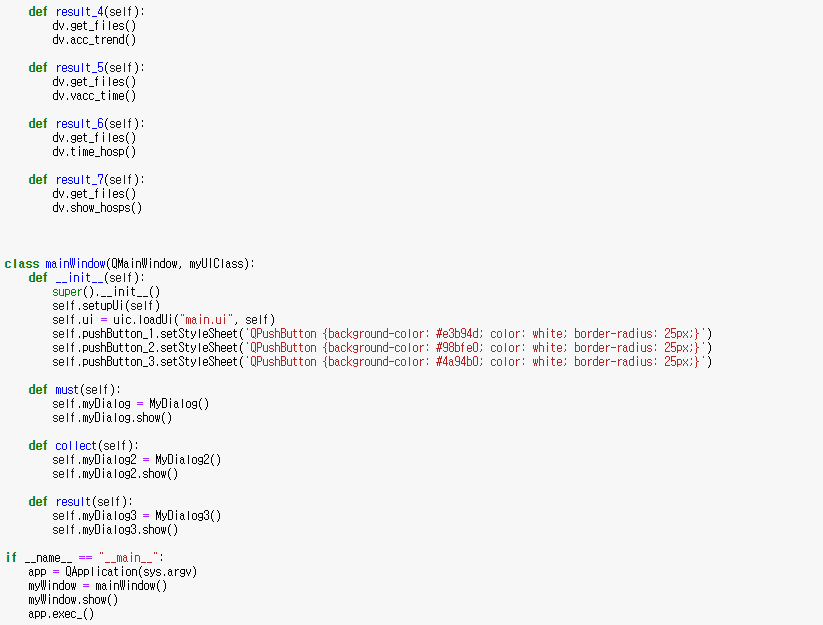 def result_4(self):
dv.get_files()
dv.acc_trend()
def result_5(self):
dv.get_files()
dv.vacc_time()
def result_6(self):
dv.get_files()
dv.time_hosp()
def result_7(self):
dv.get_files()
dv.show_hosps()
class mainWindow(QMainWindow, myUIClass):
def __init__(self):
super().__init__()
self.setupUi(self)
self.ui = uic.loadUi("main.ui", self)
self.pushButton_1.setStyleSheet('QPushButton {background-color: #e3b94d; color: white; border-radius: 25px;}')
self.pushButton_2.setStyleSheet('QPushButton {background-color: #98bfe0; color: white; border-radius: 25px;}')
self.pushButton_3.setStyleSheet('QPushButton {background-color: #4a94b0; color: white; border-radius: 25px;}')
def must(self):
self.myDialog = MyDialog()
self.myDialog.show()
def collect(self):
self.myDialog2 = MyDialog2()
self.myDialog2.show()
def result(self):
self.myDialog3 = MyDialog3()
self.myDialog3.show()
if __name__ == "__main__":
app = QApplication(sys.argv)
myWindow = mainWindow()
myWindow.show()
app.exec_()